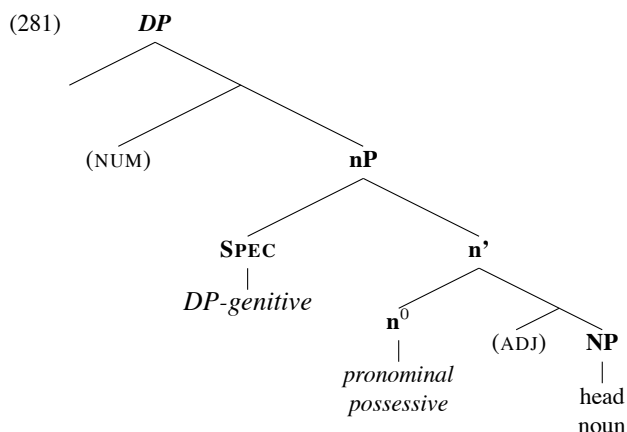 (281) DP
(NUM) nP
SPEC n’
DP-genitive
n⁰ (ADJ) NP
pronominal head
possessive noun